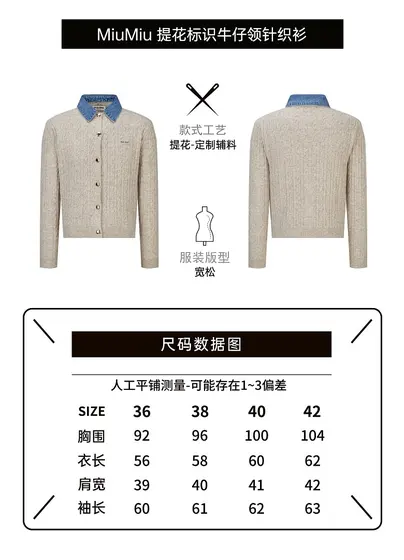 MiuMiu 提花标识牛仔领针织衫
款式工艺
提花-定制辅料
服装版型
宽松
尺码数据图
人工平铺测量-可能存在1~3偏差
SIZE 36 38 40 42
胸围 92 96 100 104
衣长 56 58 60 62
肩宽 39 40 41 42
袖长 60 61 62 63